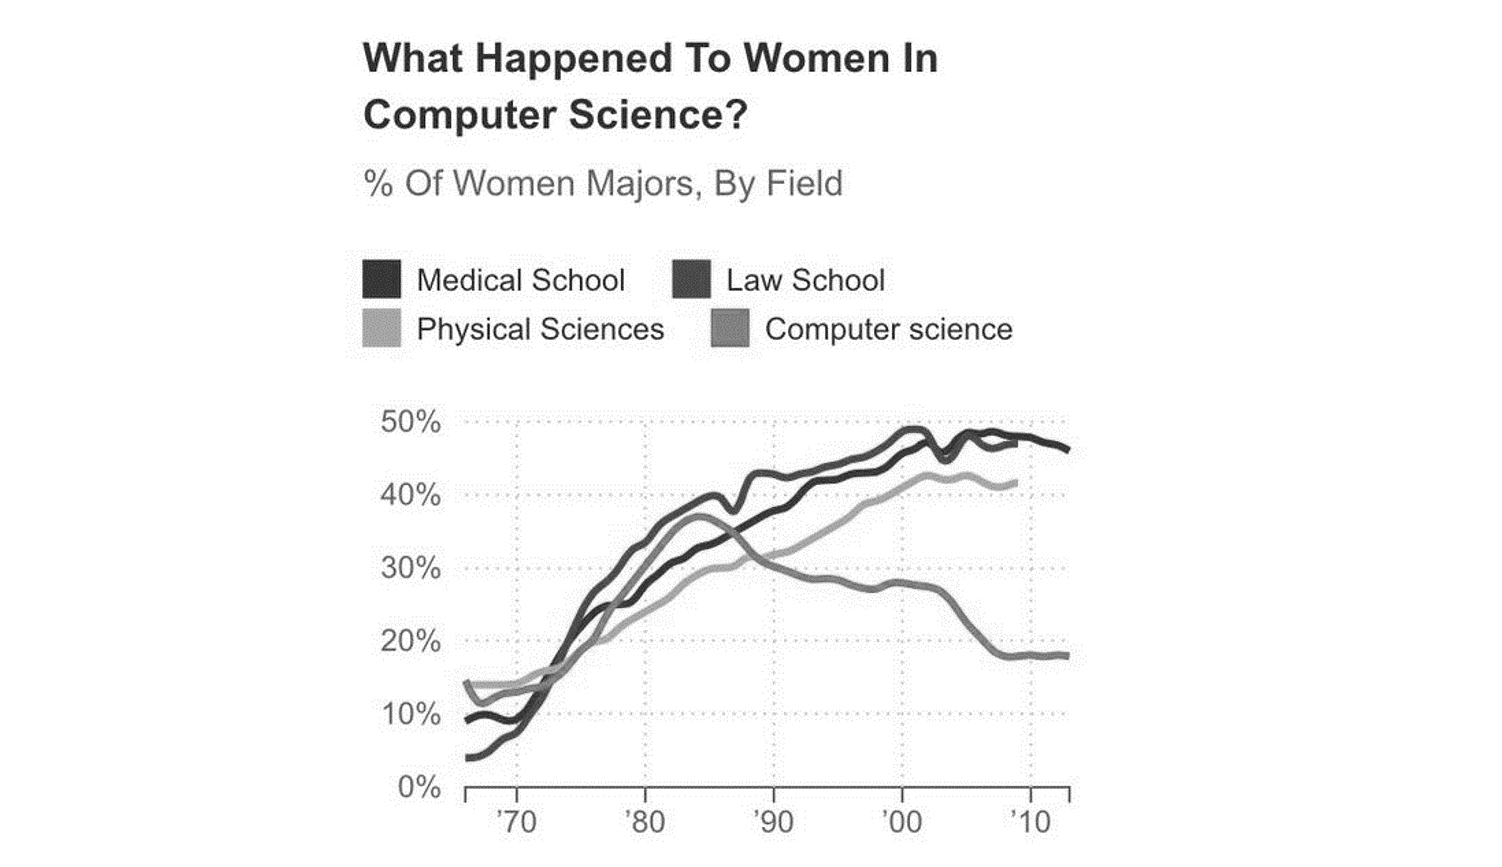 What Happened To Women In
Computer Science?
% Of Women Majors, By Field
Medical School Law School
Physical Sciences Computer science
50%
40%
30%
20%
10%
0%
’70 ’80 ’90 ’00 ’10